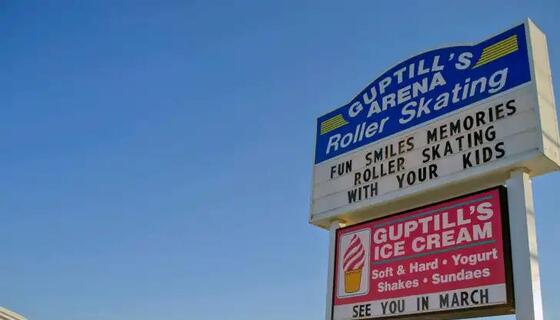 GUPTILL'S
ARENA
Roller Skating
FUN SMILES MEMORIES
ROLLER SKATING
WITH YOUR KIDS
GUPTILL'S
ICE CREAM
Soft & Hard • Yogurt
Shakes • Sundaes
SEE YOU IN MARCH